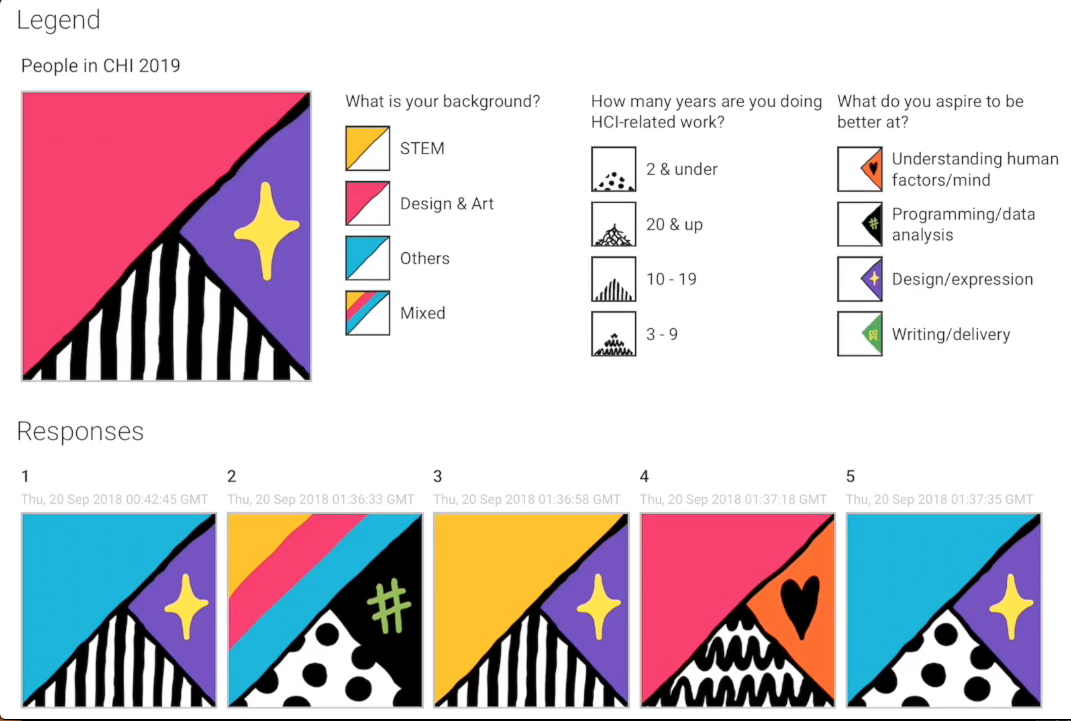 Legend
People in CHI 2019
What is your background?
STEM
Design & Art
Others
Mixed
How many years are you doing
HCI-related work?
2 & under
20 & up
10 - 19
3 - 9
What do you aspire to be
better at?
Understanding human
factors/mind
#
Programming/data
analysis
Design/expression
Writing/delivery
Responses
1
Thu, 20 Sep 2018 00:42:45 GMT
2
Thu, 20 Sep 2018 01:36:33 GMT
#
3
Thu, 20 Sep 2018 01:36:58 GMT
4
Thu, 20 Sep 2018 01:37:18 GMT
5
Thu, 20 Sep 2018 01:37:35 GMT